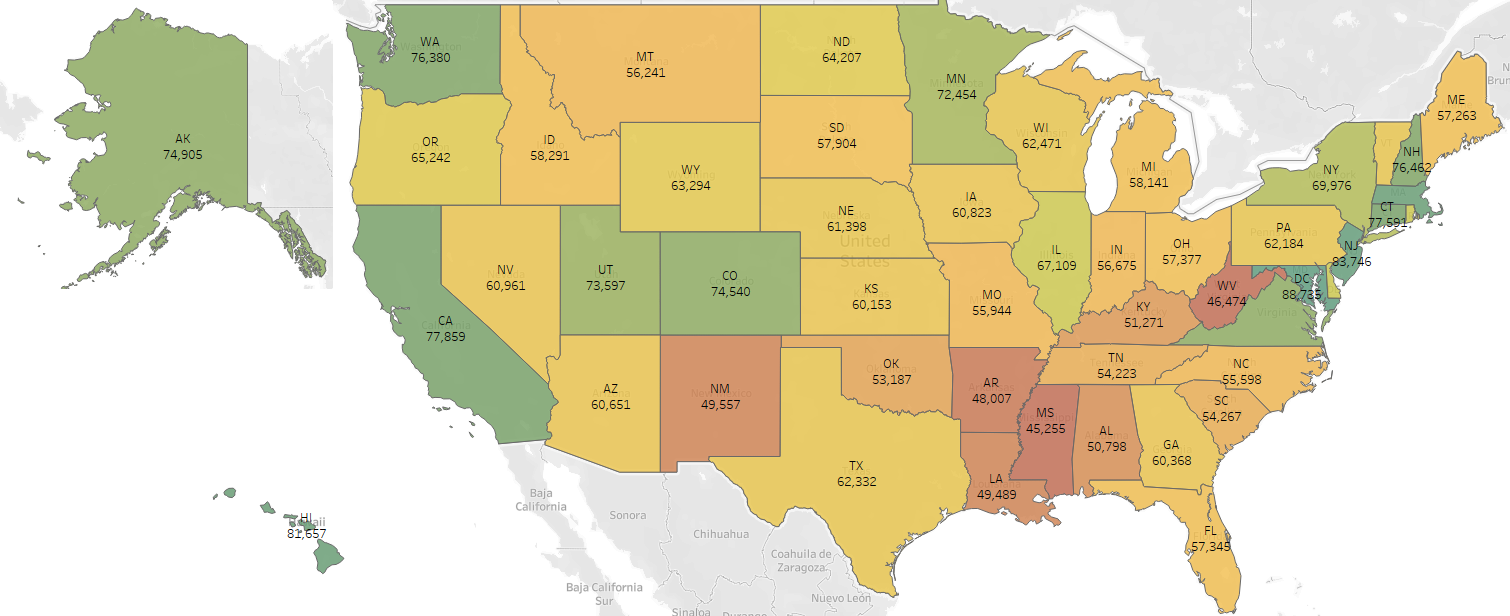 WA
76,380
MT
56,241
ND
64,207
MN
72,454
ME
57,263
AK
74,905
OR
65,242
ID
58,291
SD
57,904
WI
62,471
MI
58,141
NH
76,462
NY
69,976
WY
63,294
MA
CT
77,591
IA
60,823
NE
61,398
United
States
PA
62,184
NJ
83,746
IL
67,109
IN
56,675
OH
57,377
NV
60,961
UT
73,597
CO
74,540
KS
60,153
MO
55,944
WV
46,474
DC
88,735
Virginia
CA
77,859
KY
51,271
TN
54,223
NC
55,598
AZ
60,651
NM
49,557
OK
53,187
AR
48,007
SC
54,267
MS
45,255
AL
50,798
GA
60,368
TX
62,332
LA
49,489
FL
57,345
HI
81,657
Baja
California
Sonora
Chihuahua
Coahuila de
Zaragoza
Baja California
Sur
Nuevo León
Sinaloa
Durango